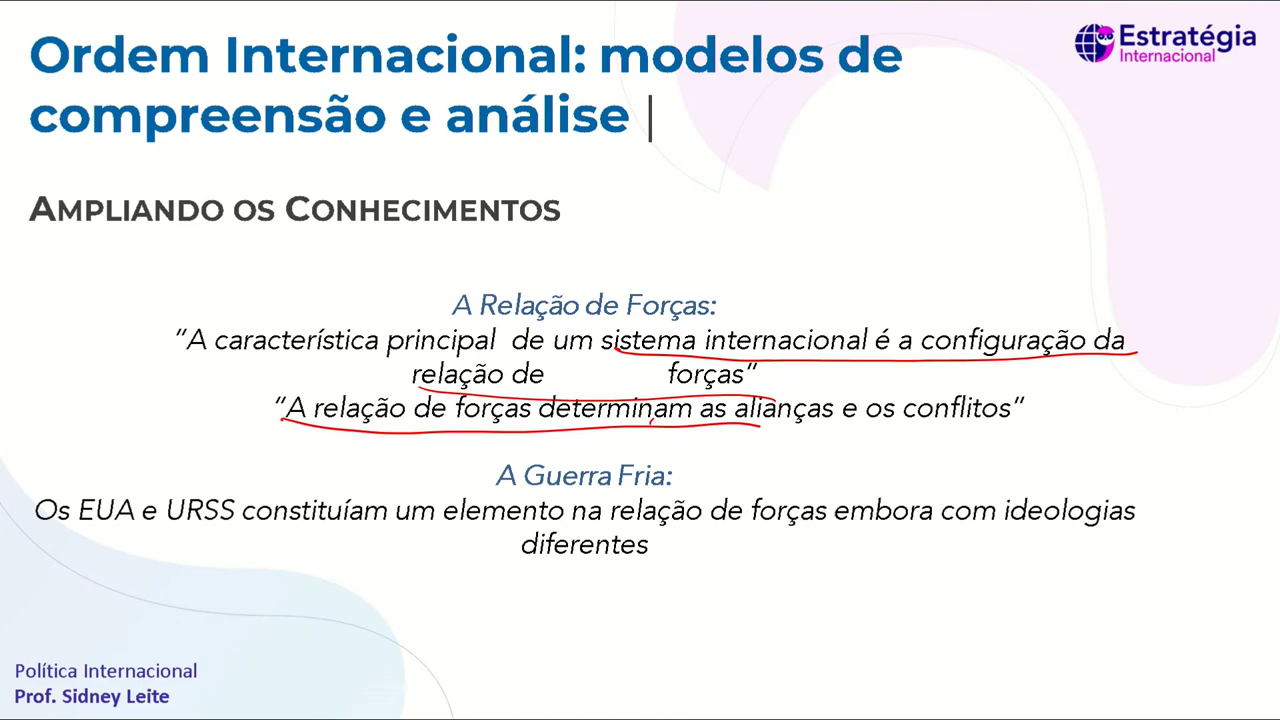 Ordem Internacional: modelos de
compreensão e análise |
Estratégia
Internacional
AMPLIANDO OS CONHECIMENTOS
A Relação de Forças:
"A característica principal de um sistema internacional é a configuração da
relação de forças"
"A relação de forças determinam as alianças e os conflitos"
A Guerra Fria:
Os EUA e URSS constituíam um elemento na relação de forças embora com ideologias
diferentes
Política Internacional
Prof. Sidney Leite